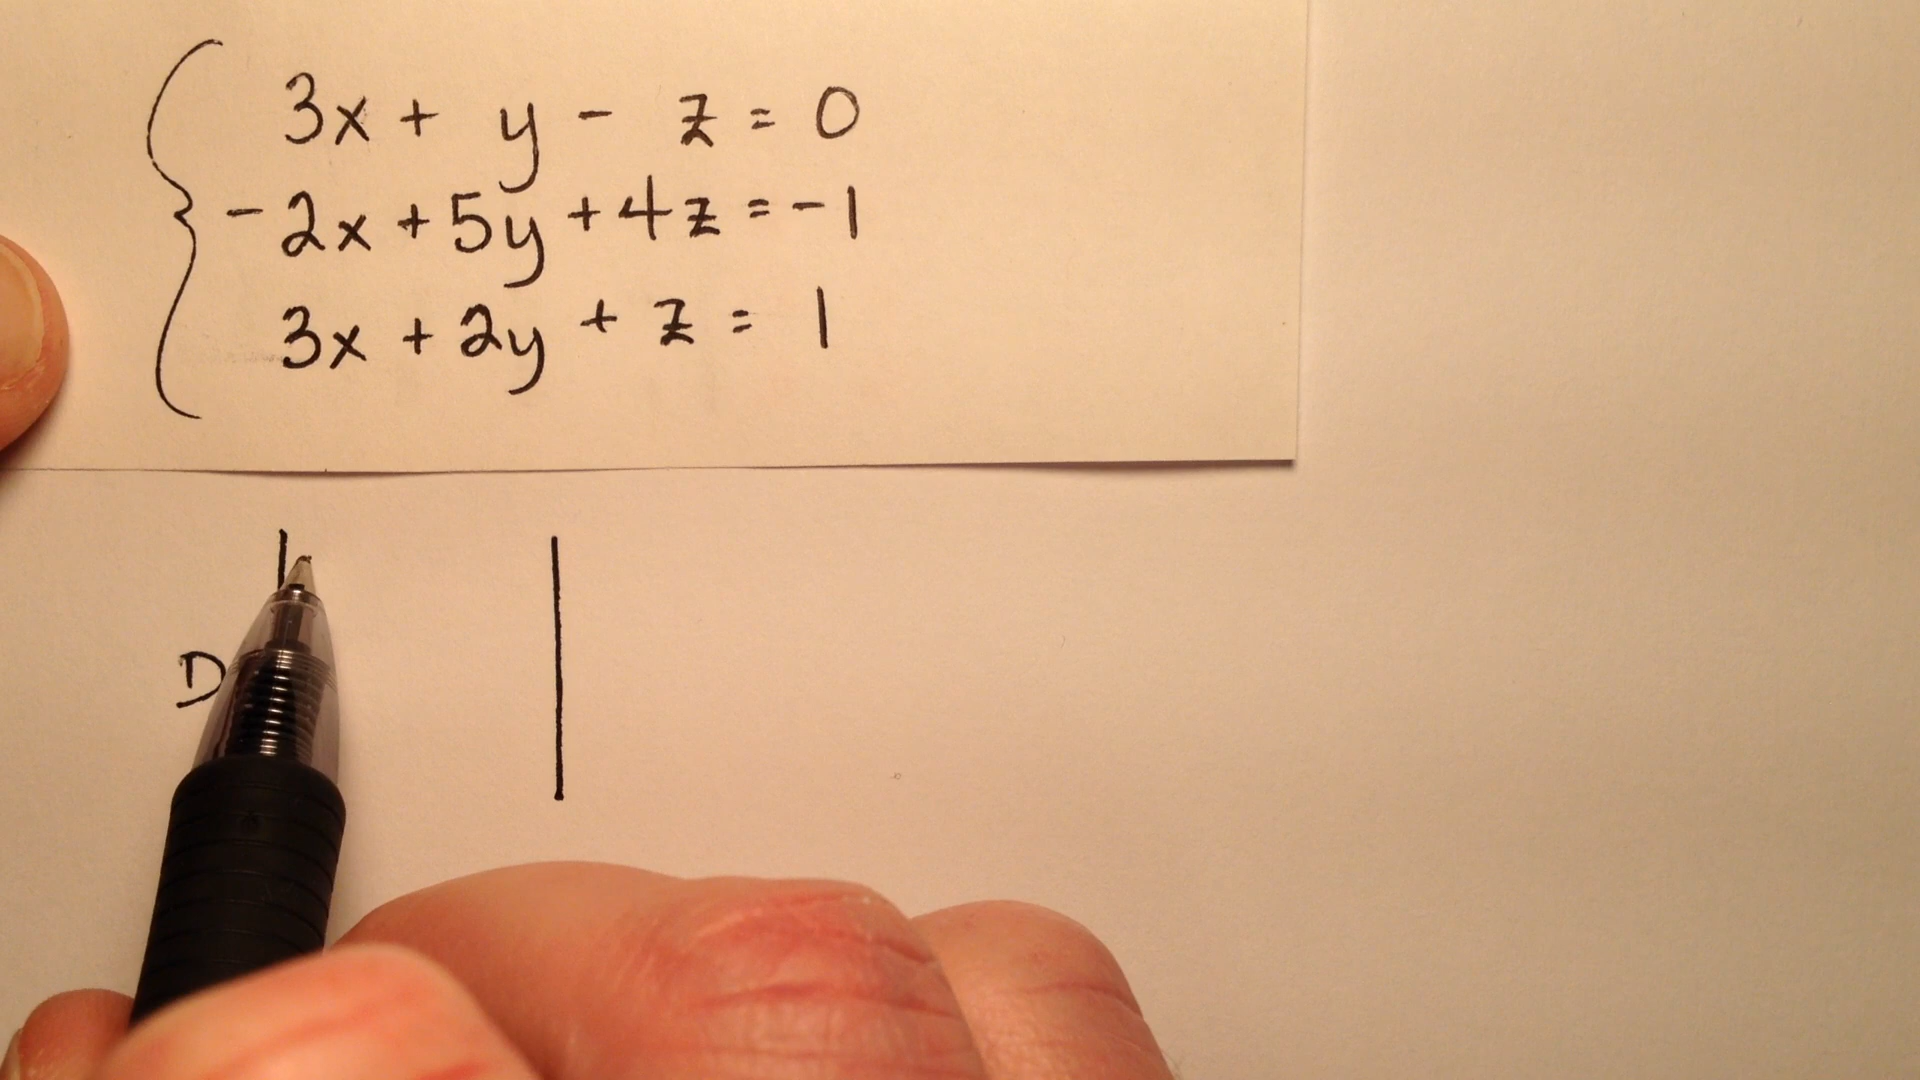 3x + y - z = 0
-2x + 5y + 4z = -1
3x + 2y + z = 1
D